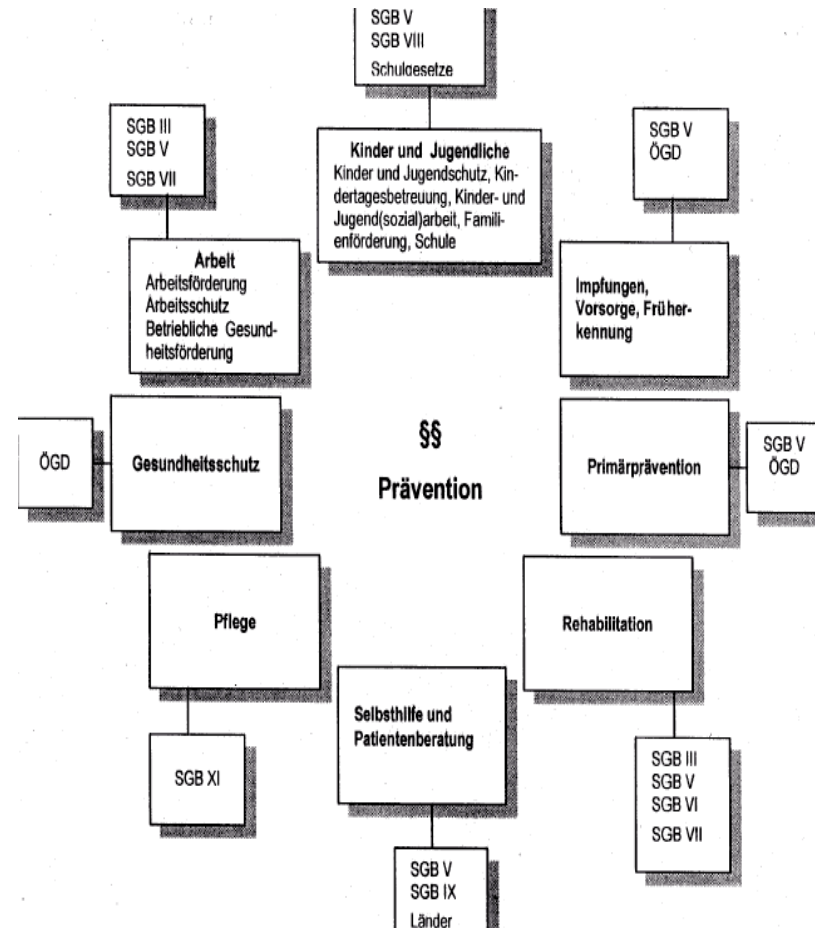 SGB V
SGB VIII
Schulgesetze
SGB III
SGB V
SGB VII
Kinder und Jugendliche
Kinder und Jugendschutz, Kin-
dertagesbetreuung, Kinder- und
Jugend(sozial)arbeit, Famili-
enförderung, Schule
SGB V
ÖGD
Arbeit
Arbeitsförderung
Arbeitsschutz
Betriebliche Gesund-
heitsförderung
Impfungen,
Vorsorge, Früher-
kennung
ÖGD
Gesundheitsschutz
§§
Prävention
Primärprävention
SGB V
ÖGD
Pflege
Rehabilitation
Selbsthilfe und
Patientenberatung
SGB XI
SGB III
SGB V
SGB VI
SGB VII
SGB V
SGB IX
Länder